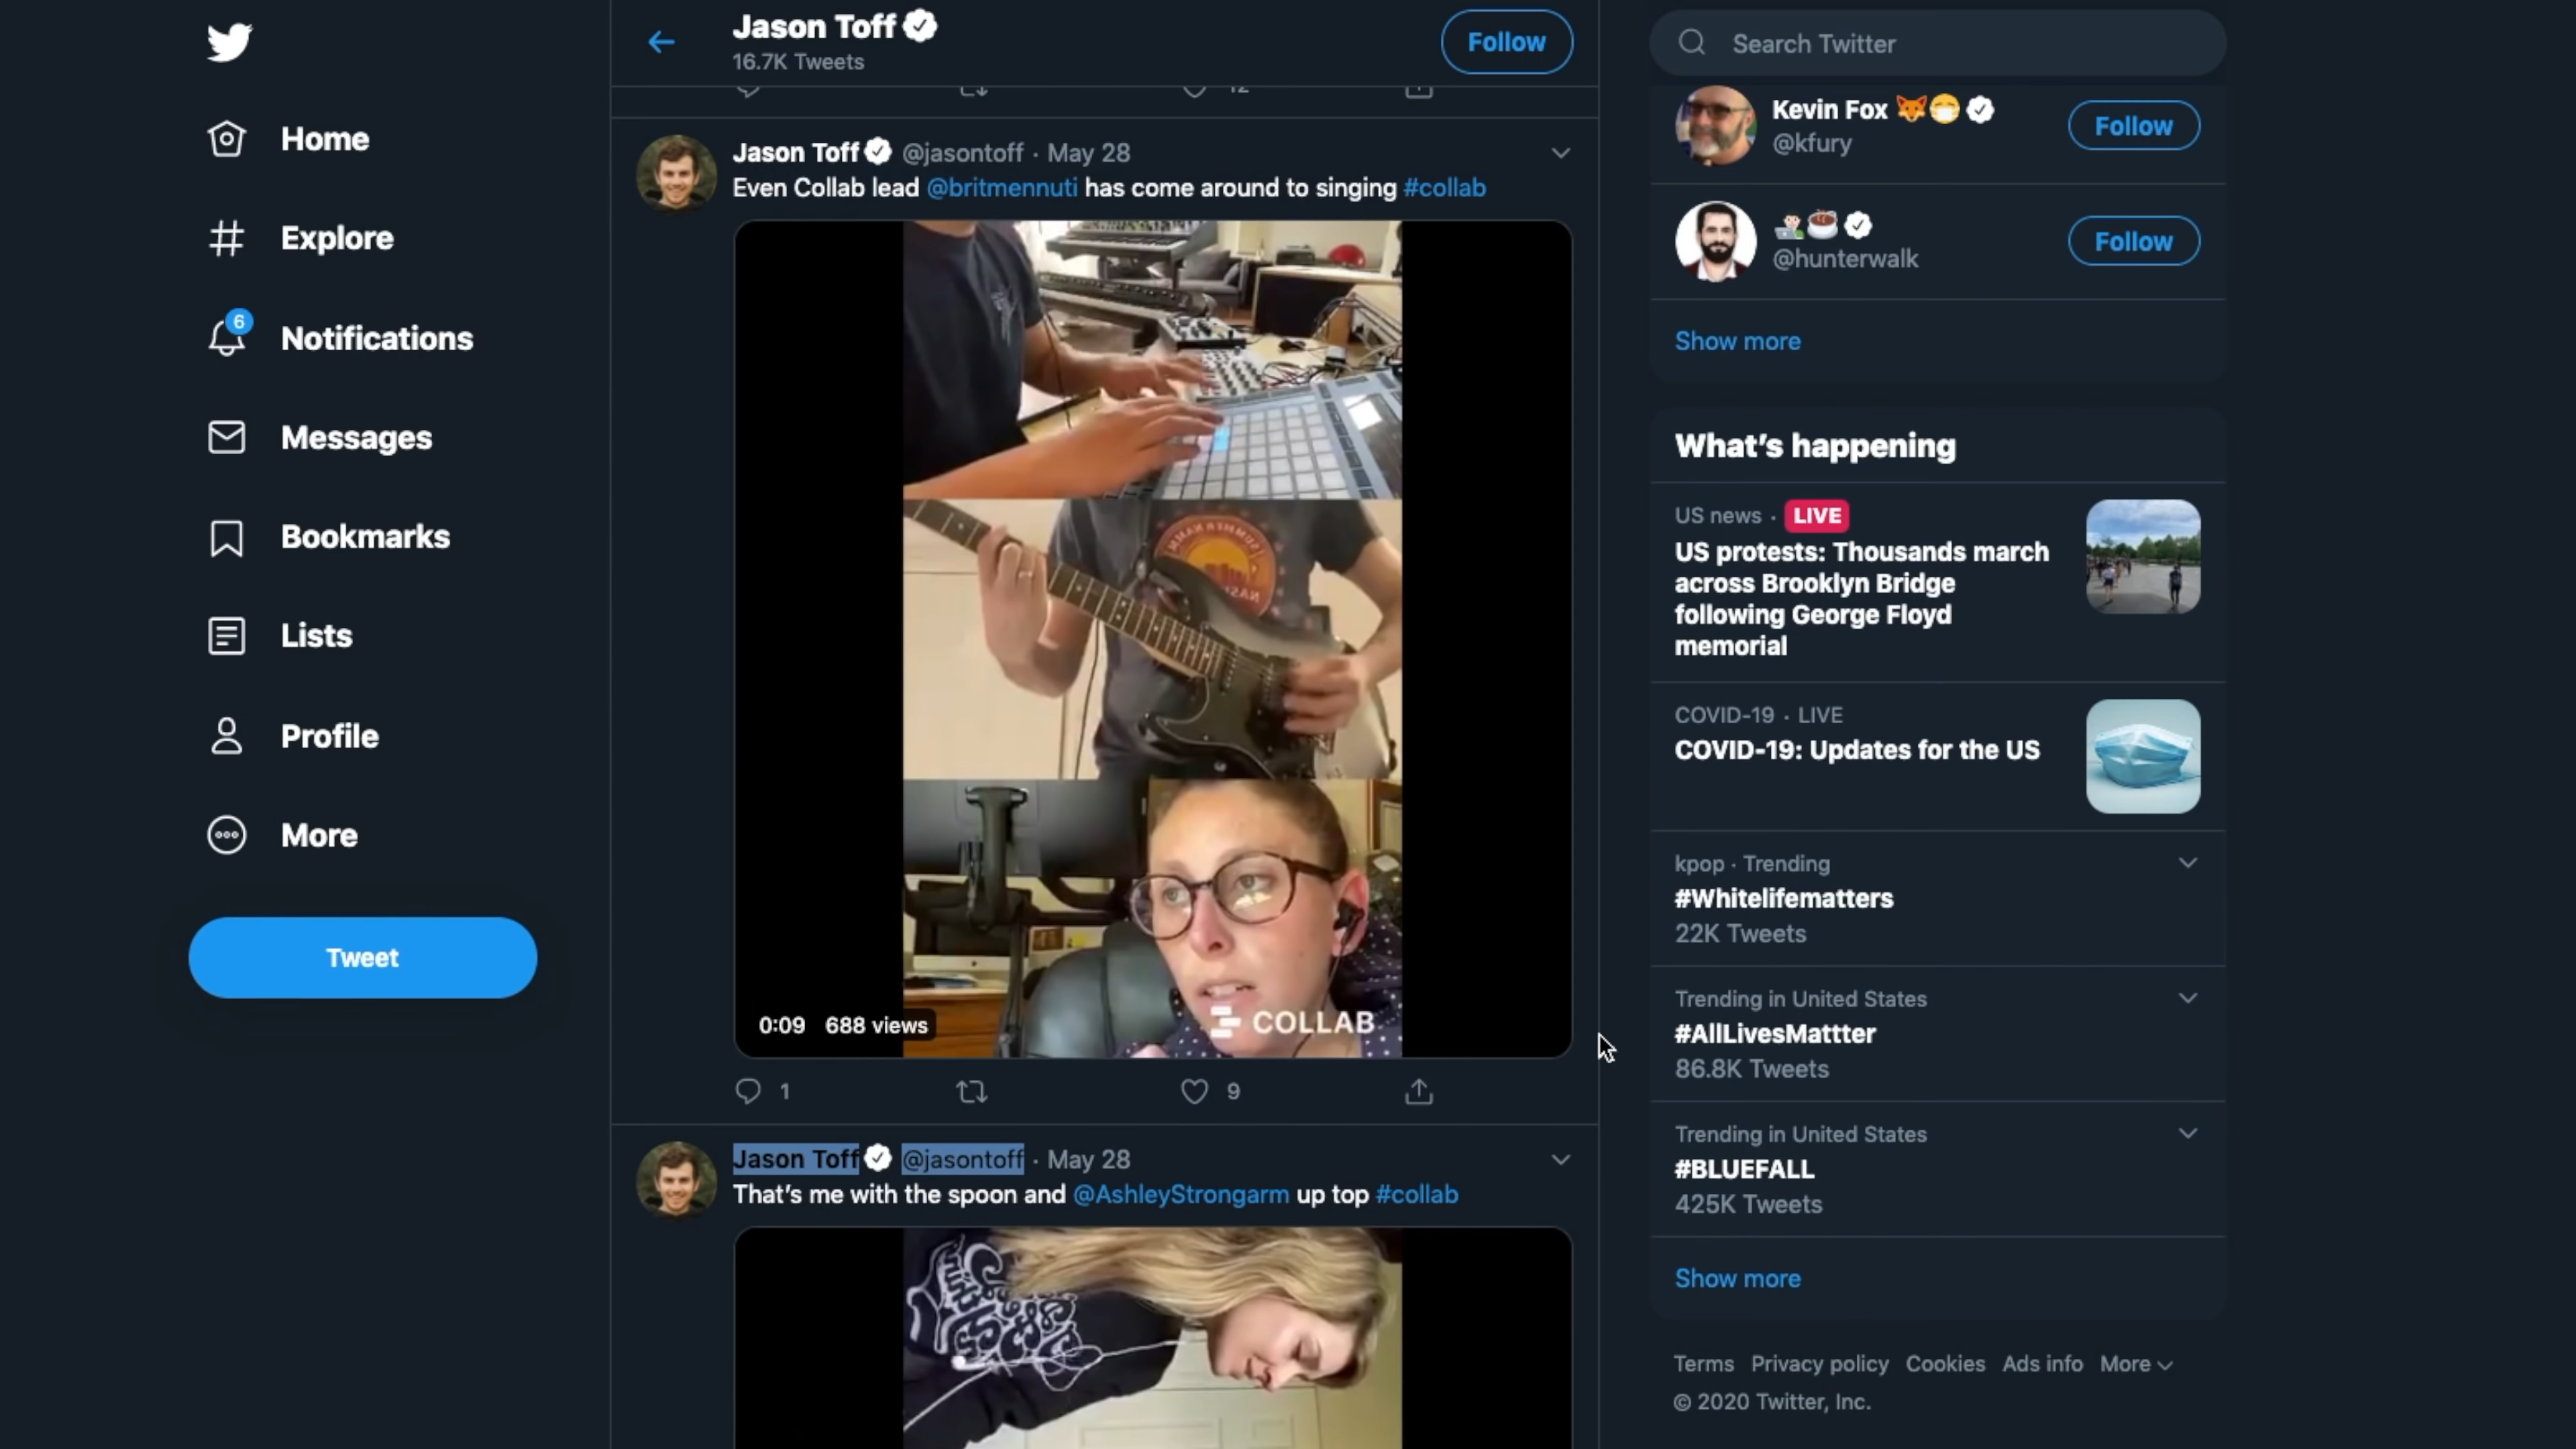 Home
Explore
6
Notifications
Messages
Bookmarks
Lists
Profile
More
Tweet
Jason Toff
16.7K Tweets
Follow
12
Jason Toff @jasontoff · May 28
Even Collab lead @britmennuti has come around to singing #collab
0:09 688 views
COLLAB
1 9
Jason Toff @jasontoff · May 28
That's me with the spoon and @AshleyStrongarm up top #collab
Search Twitter
Kevin Fox
@kfury
Follow
@hunterwalk
Follow
Show more
What's happening
US news · LIVE
US protests: Thousands march
across Brooklyn Bridge
following George Floyd
memorial
COVID-19 · LIVE
COVID-19: Updates for the US
kpop · Trending
#Whitelifematters
22K Tweets
Trending in United States
#AllLivesMattter
86.8K Tweets
Trending in United States
#BLUEFALL
425K Tweets
Show more
Terms Privacy policy Cookies Ads info More
© 2020 Twitter, Inc.